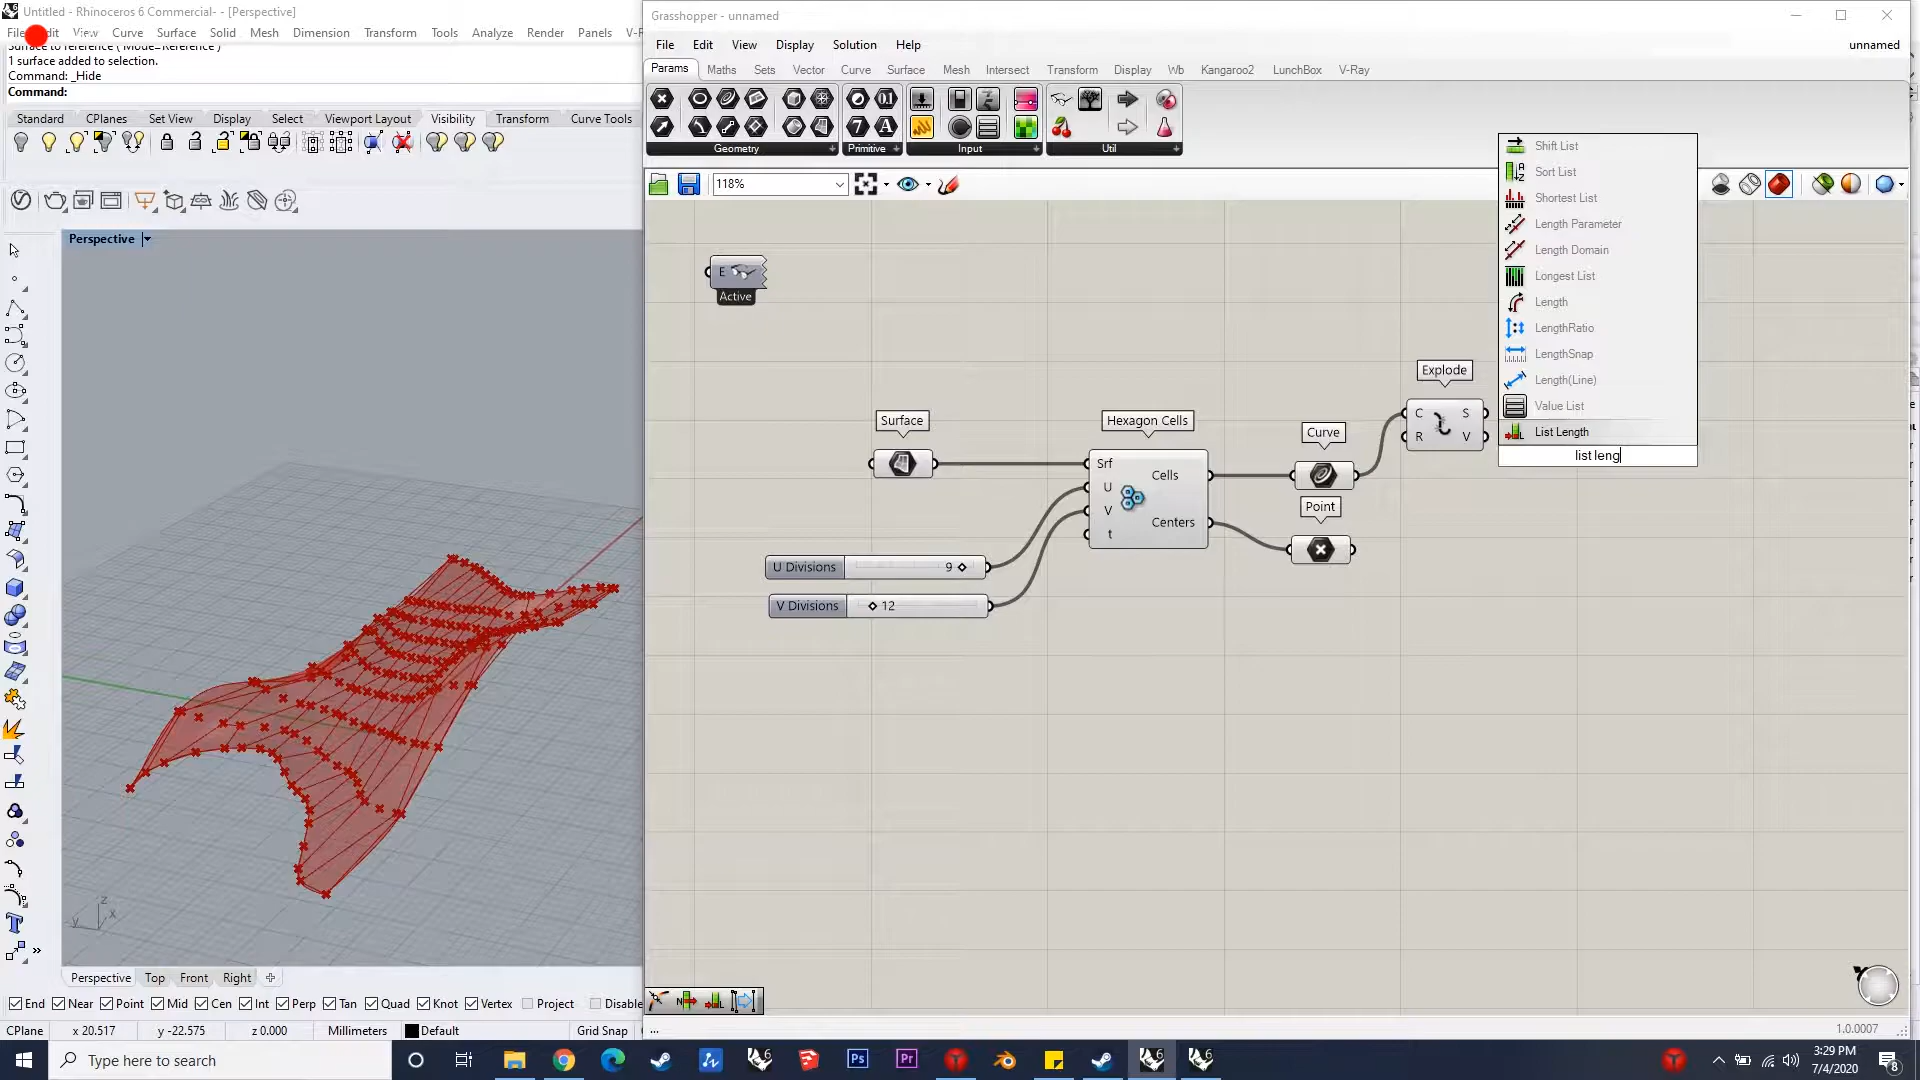 Untitled - Rhinoceros 6 Commercial- - [Perspective]
View Curve Surface Solid Mesh Dimension Transform Tools Analyze Render Panels
Surface to reference ( Mode=Reference )
1 surface added to selection.
Command: _Hide
Command:
Standard CPlanes Set View Display Select Viewport Layout Visibility Transform Curve Tools
Perspective
z
x
y
Perspective Top Front Right
End Near Point Mid Cen Int Perp Tan Quad Knot Vertex Project Disable
CPlane x 20.517 y -22.575 z 0.000 Millimeters Default Grid Snap
Grasshopper - unnamed
File Edit View Display Solution Help
unnamed
Params Maths Sets Vector Curve Surface Mesh Intersect Transform Display Wb Kangaroo2 LunchBox V-Ray
Geometry Primitive Input Util
118%
E
Active
Surface
Hexagon Cells
Srf
U
V
t
Cells
Centers
Curve
Point
Explode
C S
R V
U Divisions 9
V Divisions 12
Shift List
Sort List
Shortest List
Length Parameter
Length Domain
Longest List
Length
LengthRatio
LengthSnap
Length(Line)
Value List
List Length
list leng
...
1.0.0007
Type here to search
3:29 PM
7/4/2020
8